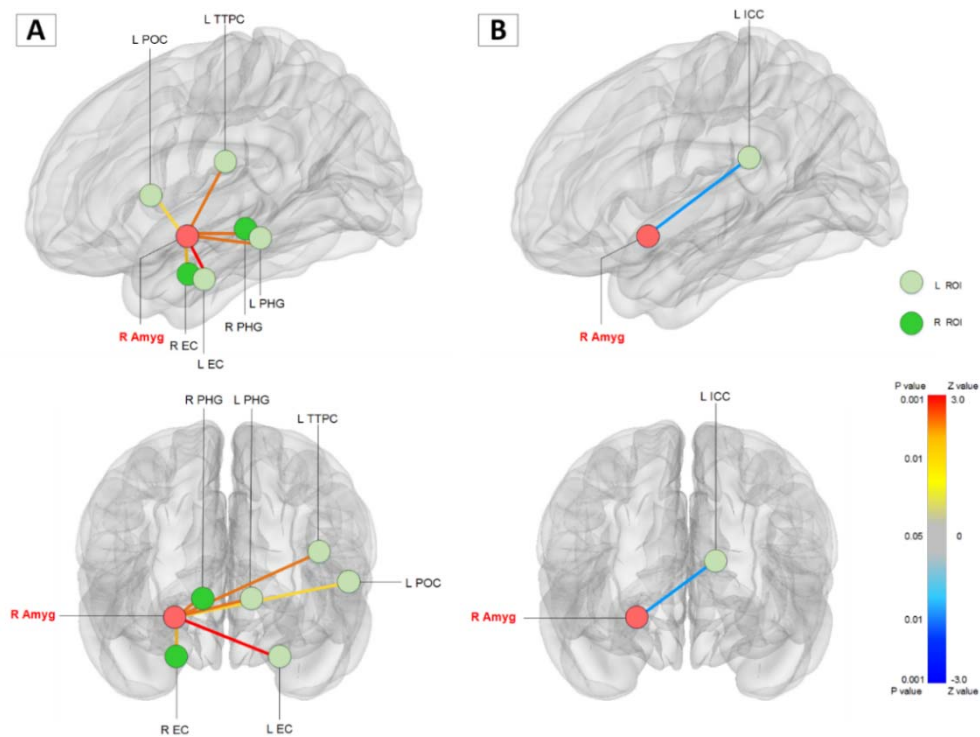 A
L POC
L TTPC
R Amyg
R EC
L EC
R PHG
L PHG
B
L ICC
R Amyg
L ROI
R ROI
R PHG
L PHG
L TTPC
L POC
R Amyg
R EC
L EC
L ICC
R Amyg
P value Z value
0.001 3.0
0.01
0.05 0
0.01
0.001 -3.0
P value Z value